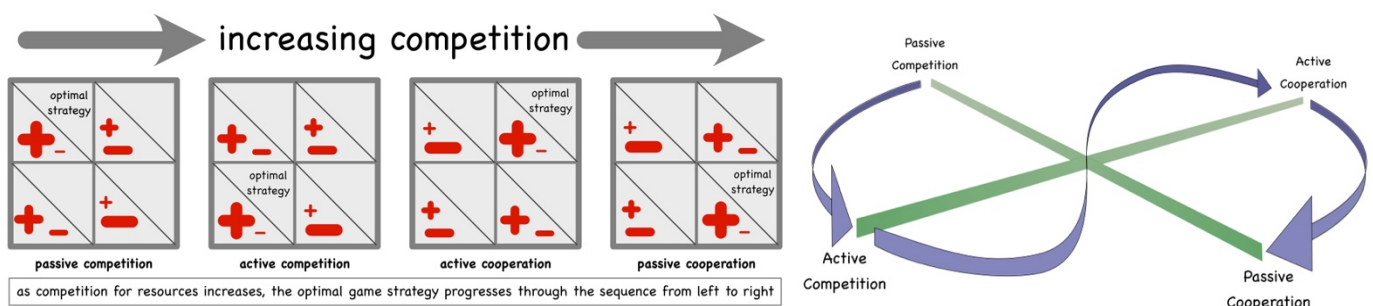 increasing competition
optimal
strategy
optimal
strategy
optimal
strategy
optimal
strategy
passive competition
active competition
active cooperation
passive cooperation
as competition for resources increases, the optimal game strategy progresses through the sequence from left to right
Passive
Competition
Active
Cooperation
Active
Competition
Passive
Cooperation